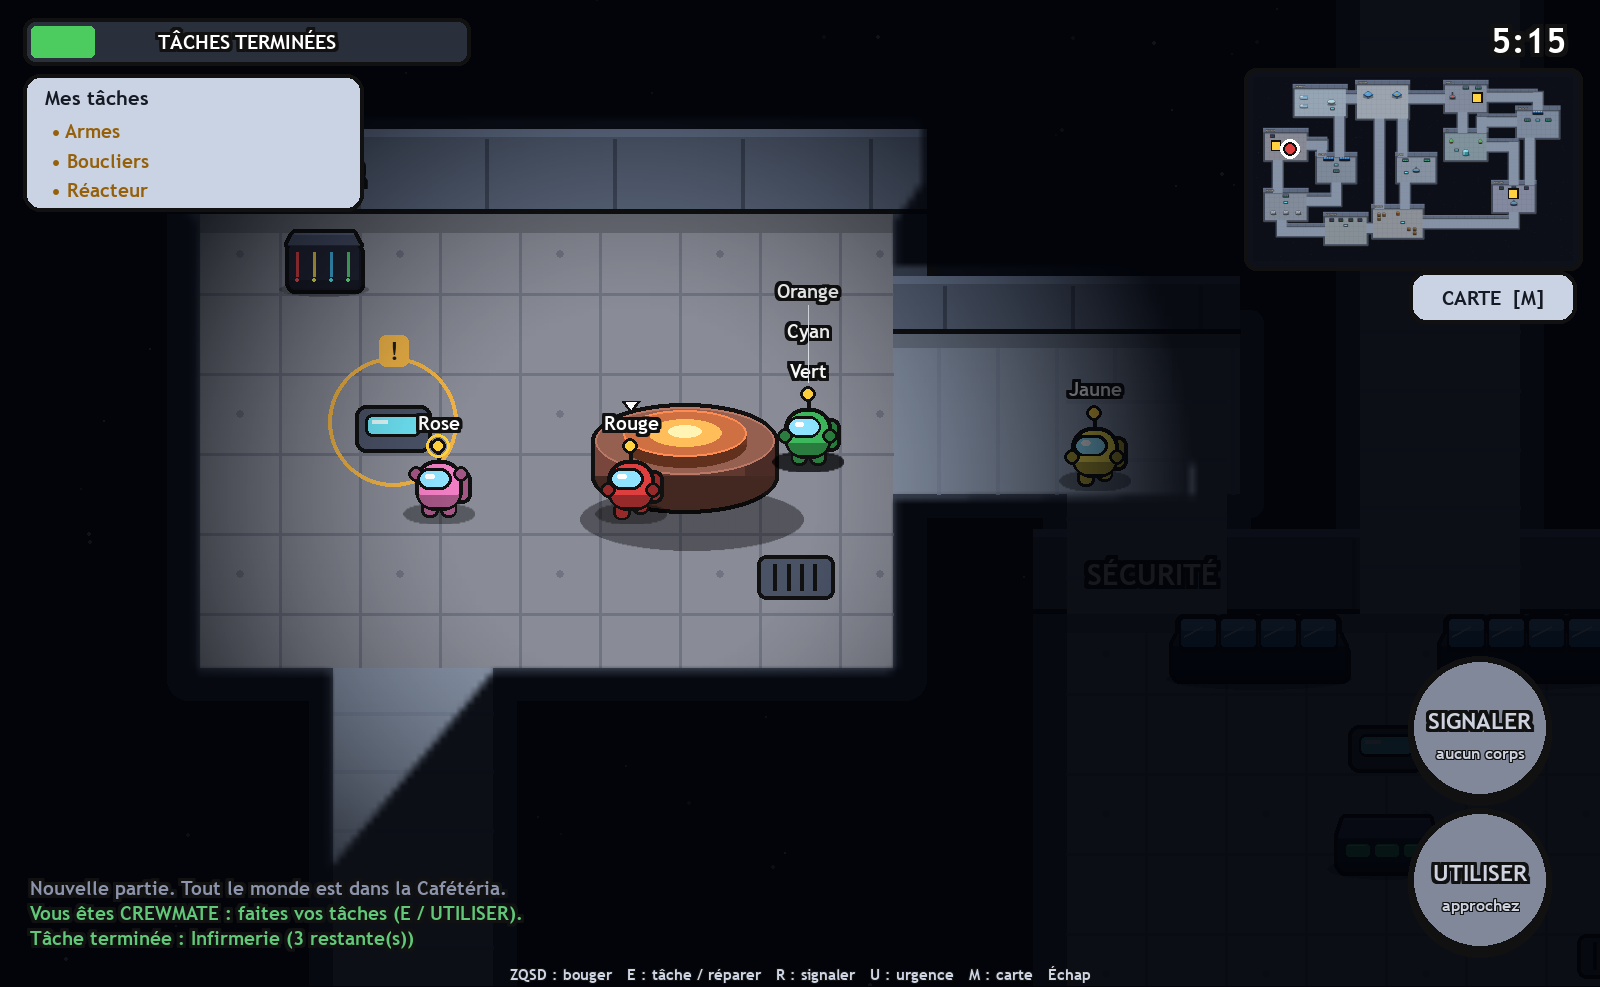 TÂCHES TERMINÉES
5:15
Mes tâches
• Armes
• Boucliers
• Réacteur
CARTE [M]
Orange
Cyan
Vert
Jaune
!
Rose
Rouge
SÉCURITÉ
SIGNALER
aucun corps
UTILISER
approchez
Nouvelle partie. Tout le monde est dans la Cafétéria.
Vous êtes CREWMATE : faites vos tâches (E / UTILISER).
Tâche terminée : Infirmerie (3 restante(s))
ZQSD : bouger E : tâche / réparer R : signaler U : urgence M : carte Échap